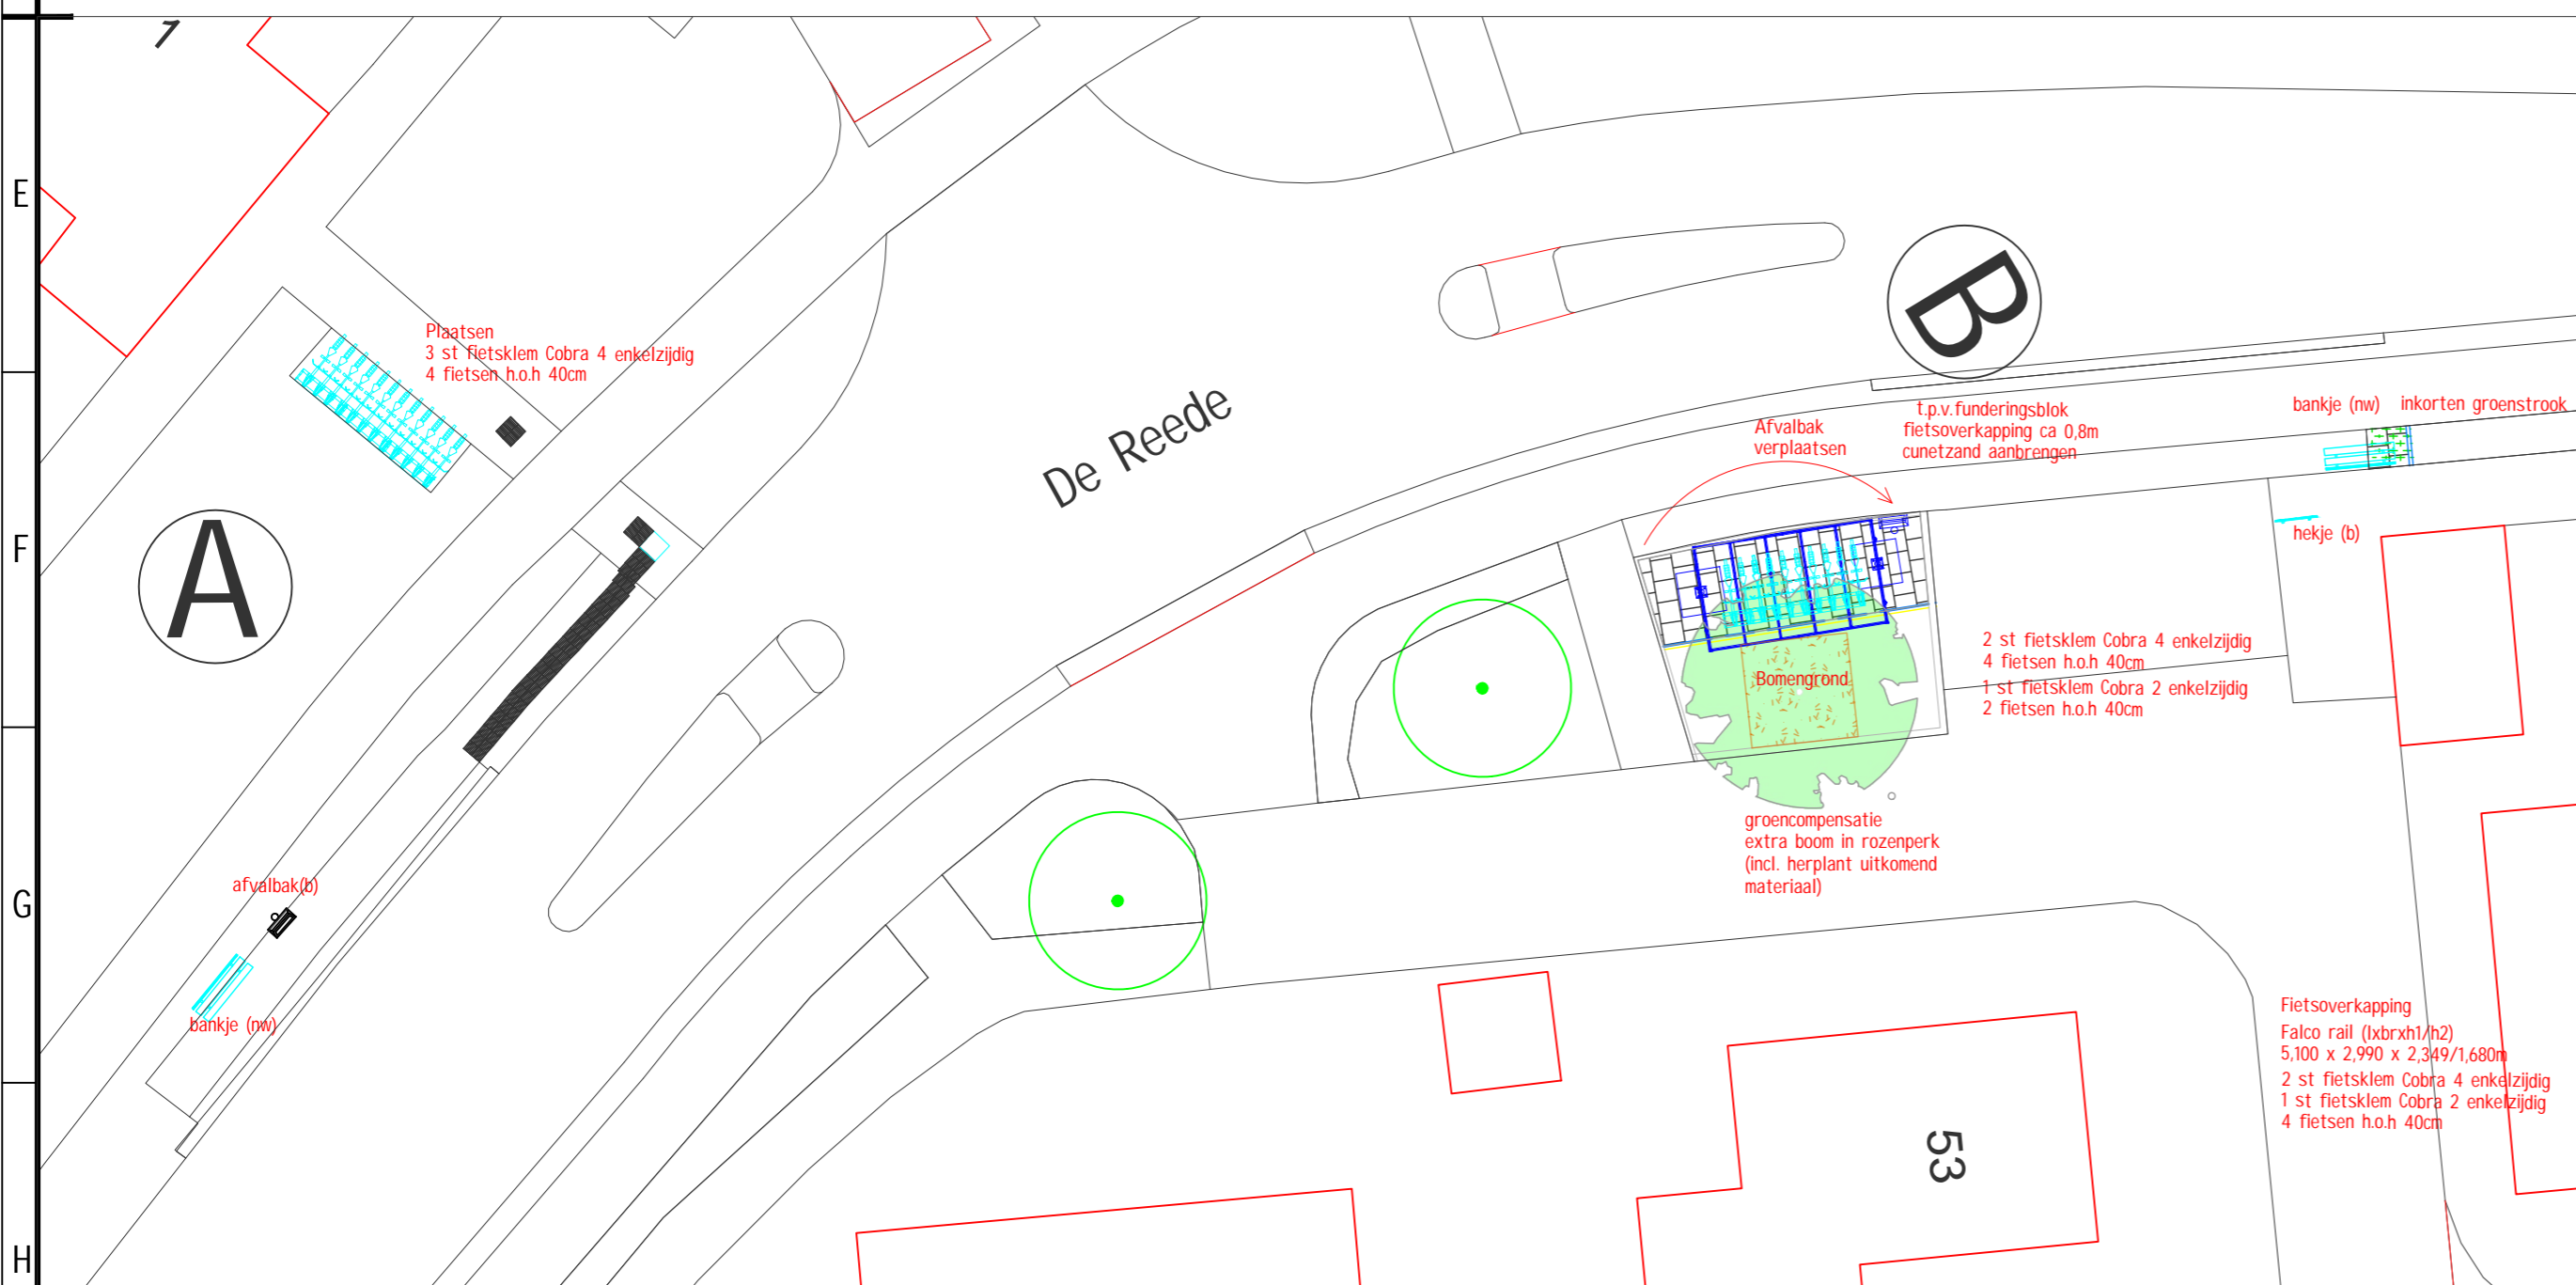 1
E
F
G
H
Plaatsen
3 st fietsklem Cobra 4 enkelzijdig
4 fietsen h.o.h 40cm
A
De Reede
B
Afvalbak
verplaatsen
t.p.v.funderingsblok
fietsoverkapping ca 0,8m
cunetzand aanbrengen
bankje (nw)
inkorten groenstrook
hekje (b)
2 st fietsklem Cobra 4 enkelzijdig
4 fietsen h.o.h 40cm
1 st fietsklem Cobra 2 enkelzijdig
2 fietsen h.o.h 40cm
Bomengrond
groencompensatie
extra boom in rozenperk
(incl. herplant uitkomend
materiaal)
afvalbak(b)
bankje (nw)
Fietsoverkapping
Falco rail (lxbrxh1/h2)
5,100 x 2,990 x 2,349/1,680m
2 st fietsklem Cobra 4 enkelzijdig
1 st fietsklem Cobra 2 enkelzijdig
4 fietsen h.o.h 40cm
53